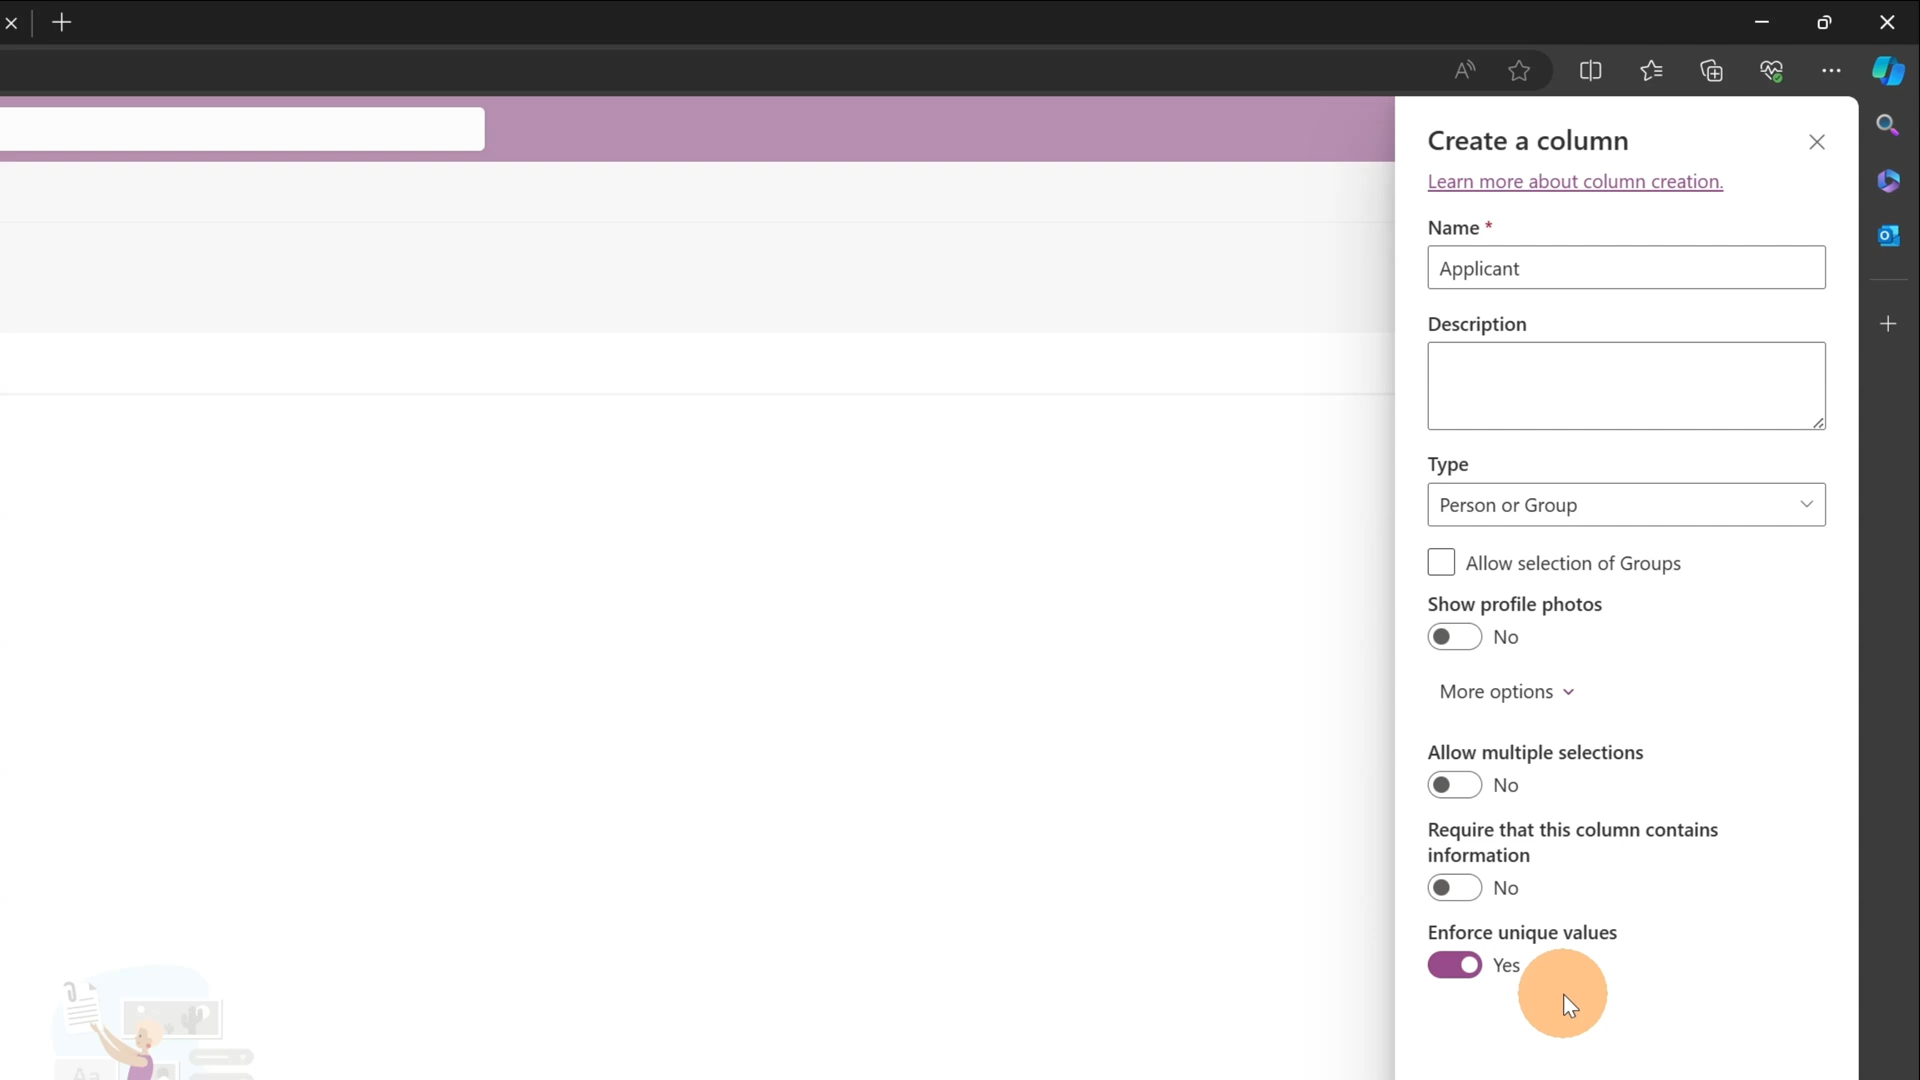 Create a column
Learn more about column creation.
Name *
Applicant
Description
Type
Person or Group
Allow selection of Groups
Show profile photos
No
More options
Allow multiple selections
No
Require that this column contains
information
No
Enforce unique values
Yes
Aa